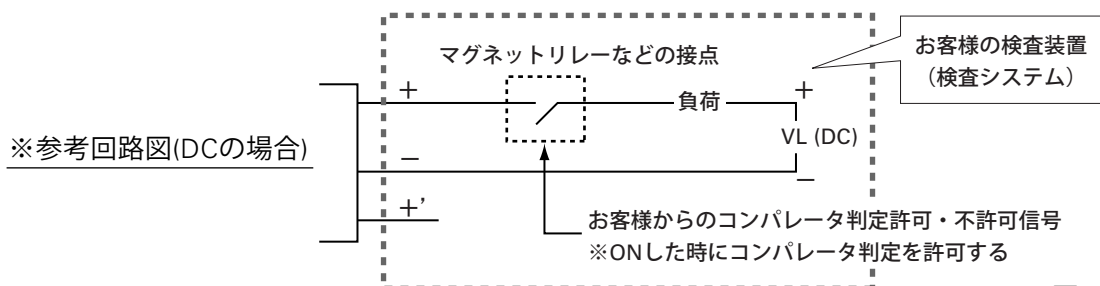 お客様の検査装置
(検査システム)
マグネットリレーなどの接点
+
負荷
+
VL (DC)
※参考回路図(DCの場合)
−
−
+’
お客様からのコンパレータ判定許可・不許可信号
※ONした時にコンパレータ判定を許可する